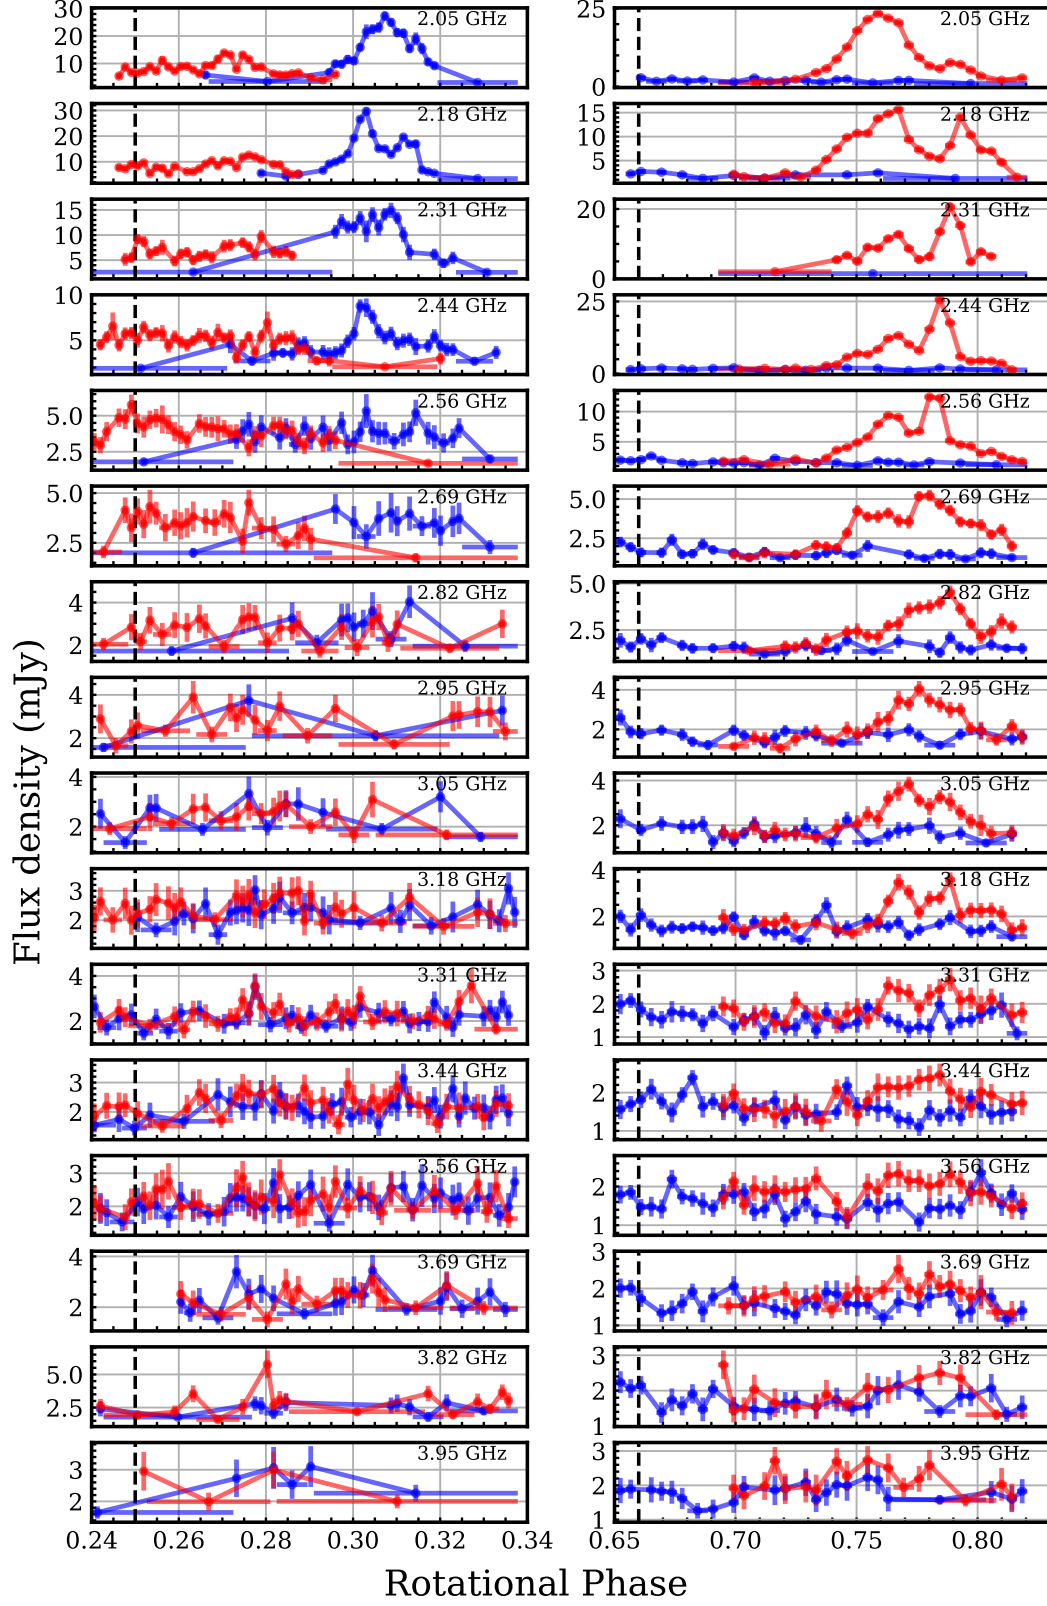 30
20
10
2.05 GHz
25
0
2.05 GHz
30
20
10
2.18 GHz
15
10
5
2.18 GHz
15
10
5
2.31 GHz
20
0
2.31 GHz
10
5
2.44 GHz
25
0
2.44 GHz
5.0
2.5
2.56 GHz
10
5
2.56 GHz
5.0
2.5
2.69 GHz
5.0
2.5
2.69 GHz
4
2
2.82 GHz
5.0
2.5
2.82 GHz
4
2
2.95 GHz
4
2
2.95 GHz
4
2
3.05 GHz
4
2
3.05 GHz
3
2
3.18 GHz
4
2
3.18 GHz
4
2
3.31 GHz
3
2
1
3.31 GHz
3
2
3.44 GHz
2
1
3.44 GHz
3
2
3.56 GHz
2
1
3.56 GHz
4
2
3.69 GHz
3
2
1
3.69 GHz
5.0
2.5
3.82 GHz
3
2
1
3.82 GHz
3
2
3.95 GHz
3
2
1
3.95 GHz
0.24 0.26 0.28 0.30 0.32 0.34
0.65 0.70 0.75 0.80
Flux density (mJy)
Rotational Phase